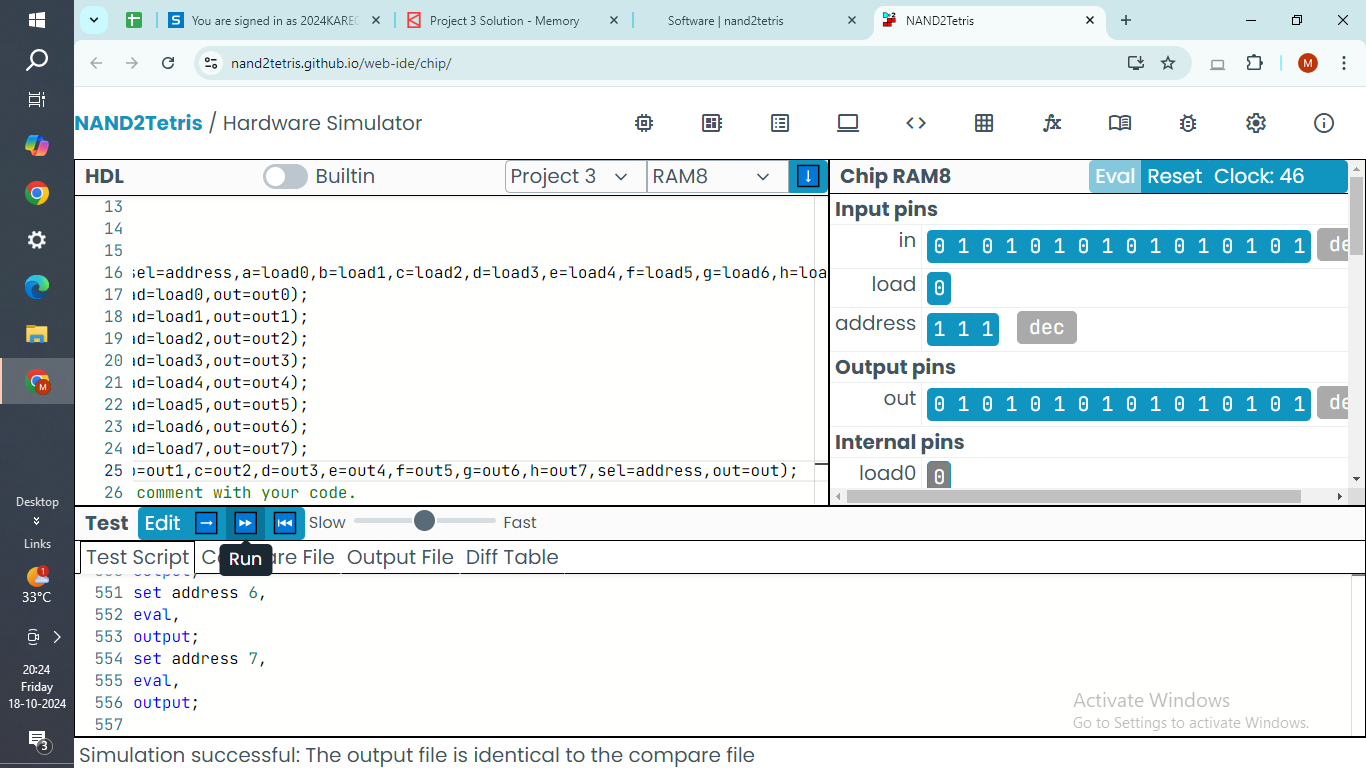 You are signed in as 2024KAREC
Project 3 Solution - Memory
Software | nand2tetris
NAND2Tetris
nand2tetris.github.io/web-ide/chip/
M
NAND2Tetris / Hardware Simulator
HDL
Builtin
Project 3
RAM8
Chip RAM8
Eval
Reset
Clock: 46
13
14
15
16 sel=address,a=load0,b=load1,c=load2,d=load3,e=load4,f=load5,g=load6,h=loa
17 ad=load0,out=out0);
18 ad=load1,out=out1);
19 ad=load2,out=out2);
20 ad=load3,out=out3);
21 ad=load4,out=out4);
22 ad=load5,out=out5);
23 ad=load6,out=out6);
24 ad=load7,out=out7);
25 b=out1,c=out2,d=out3,e=out4,f=out5,g=out6,h=out7,sel=address,out=out);
26 comment with your code.
Input pins
in 0 1 0 1 0 1 0 1 0 1 0 1 0 1 0 1 de
load 0
address 1 1 1 dec
Output pins
out 0 1 0 1 0 1 0 1 0 1 0 1 0 1 0 1 de
Internal pins
load0 0
Test
Edit
Slow
Fast
Test Script
Run
are File
Output File
Diff Table
550 output;
551 set address 6,
552 eval,
553 output;
554 set address 7,
555 eval,
556 output;
557
Activate Windows
Go to Settings to activate Windows.
Simulation successful: The output file is identical to the compare file
Desktop
Links
1
33°C
20:24
Friday
18-10-2024
3